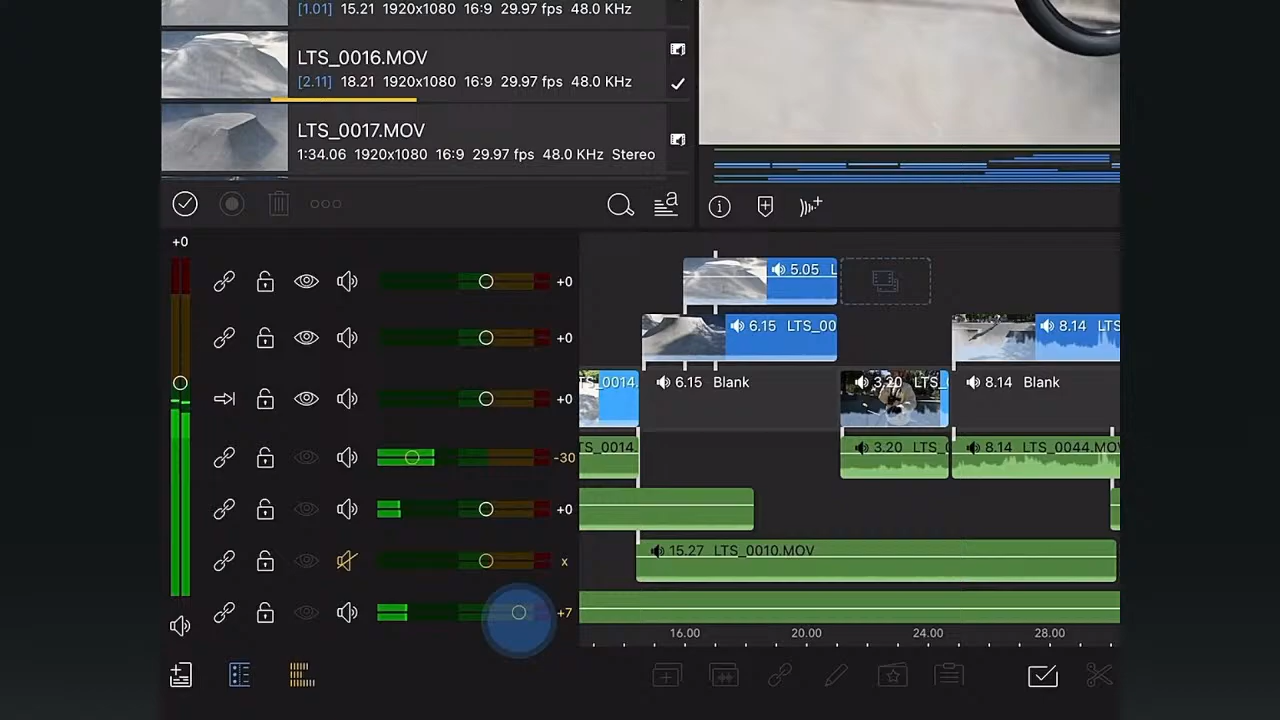 [1.01] 15.21 1920x1080 16:9 29.97 fps 48.0 KHz
LTS_0016.MOV
[2.11] 18.21 1920x1080 16:9 29.97 fps 48.0 KHz
LTS_0017.MOV
1:34.06 1920x1080 16:9 29.97 fps 48.0 KHz Stereo
a
+0
+0 5.05 L
+0 6.15 LTS_00 8.14 LTS
+0 LTS_0014. 6.15 Blank 3.20 LTS_0 8.14 Blank
-30 TS_0014. 3.20 LTS_0 8.14 LTS_0044.MOV
+0
x 15.27 LTS_0010.MOV
+7
16.00 20.00 24.00 28.00